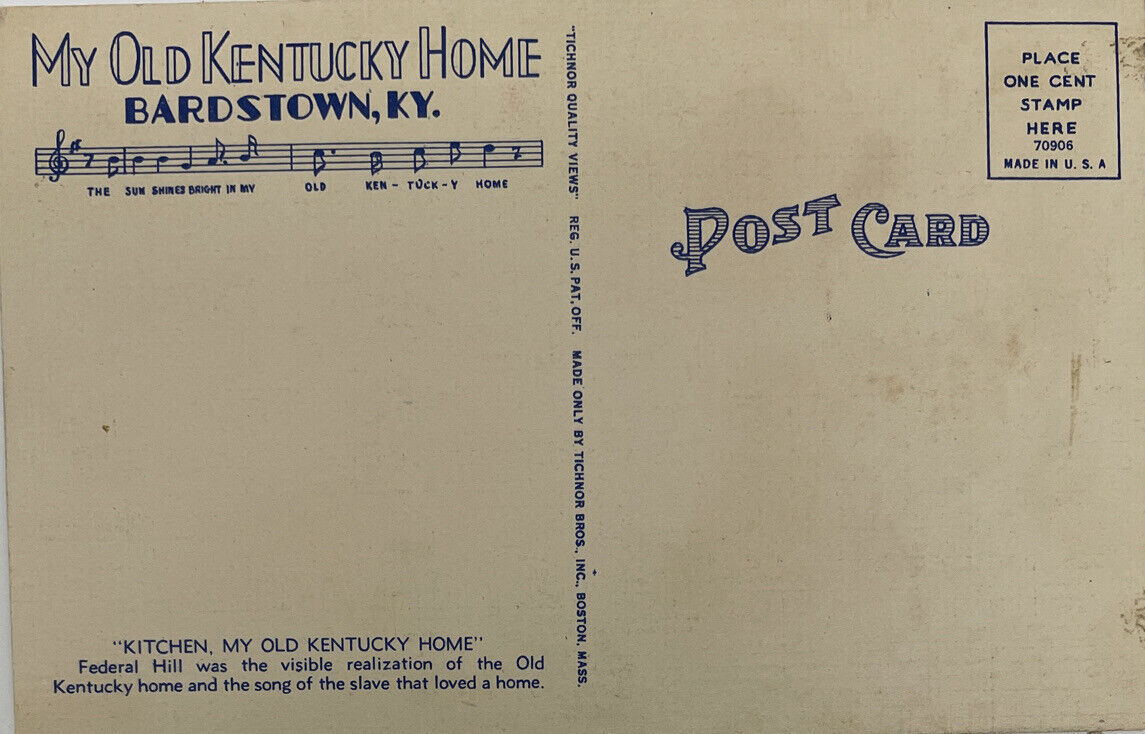 MY OLD KENTUCKY HOME
BARDSTOWN, KY.
THE SUN SHINES BRIGHT IN MY OLD KEN - TUCK - Y HOME
"KITCHEN, MY OLD KENTUCKY HOME"
Federal Hill was the visible realization of the Old
Kentucky home and the song of the slave that loved a home.
"TICHNOR QUALITY VIEWS" REG. U. S. PAT. OFF. MADE ONLY BY TICHNOR BROS., INC., BOSTON, MASS.
POST CARD
PLACE
ONE CENT
STAMP
HERE
70906
MADE IN U. S. A